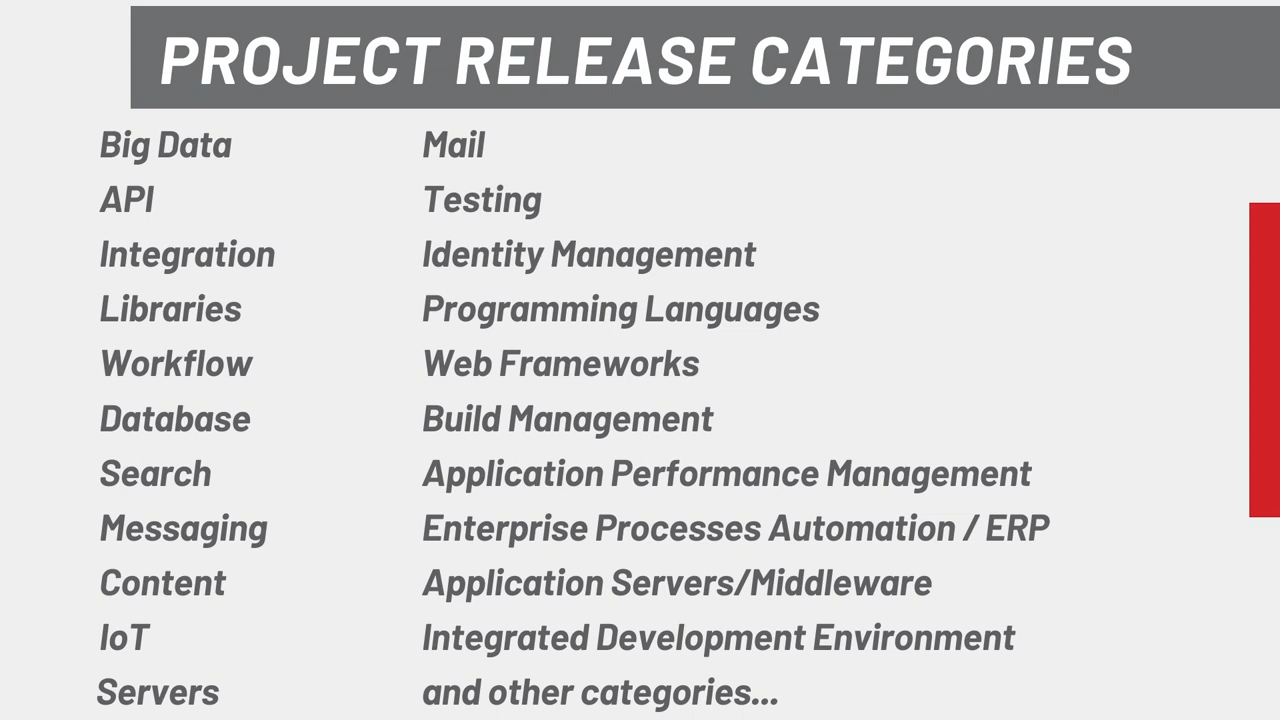 PROJECT RELEASE CATEGORIES
Big Data
API
Integration
Libraries
Workflow
Database
Search
Messaging
Content
IoT
Servers
Mail
Testing
Identity Management
Programming Languages
Web Frameworks
Build Management
Application Performance Management
Enterprise Processes Automation / ERP
Application Servers/Middleware
Integrated Development Environment
and other categories...